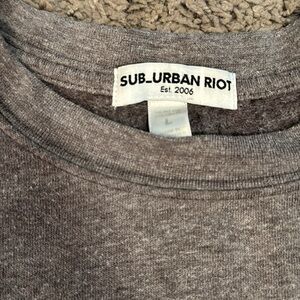 SUB_URBAN RIOT
Est. 2006
L